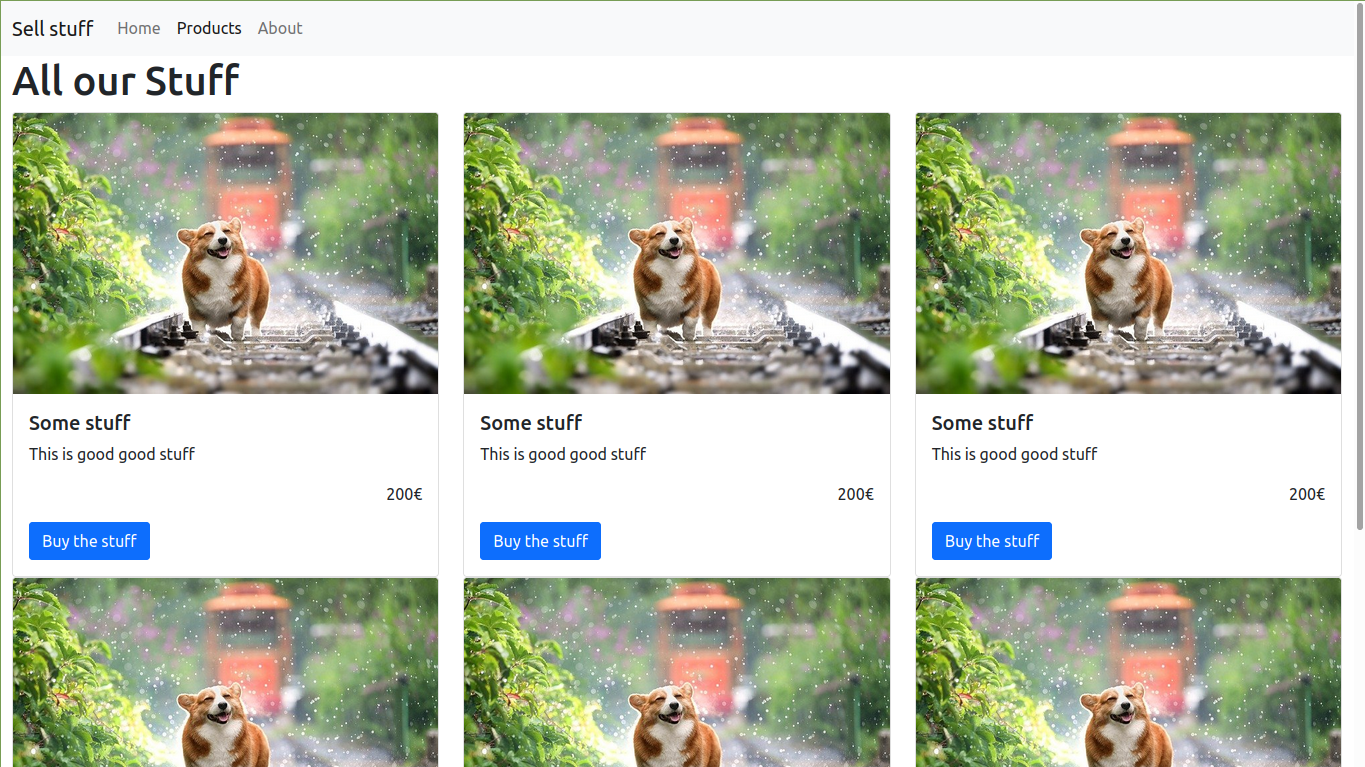 Sell stuff Home Products About
All our Stuff
Some stuff Some stuff Some stuff
This is good good stuff This is good good stuff This is good good stuff
200€ 200€ 200€
Buy the stuff Buy the stuff Buy the stuff